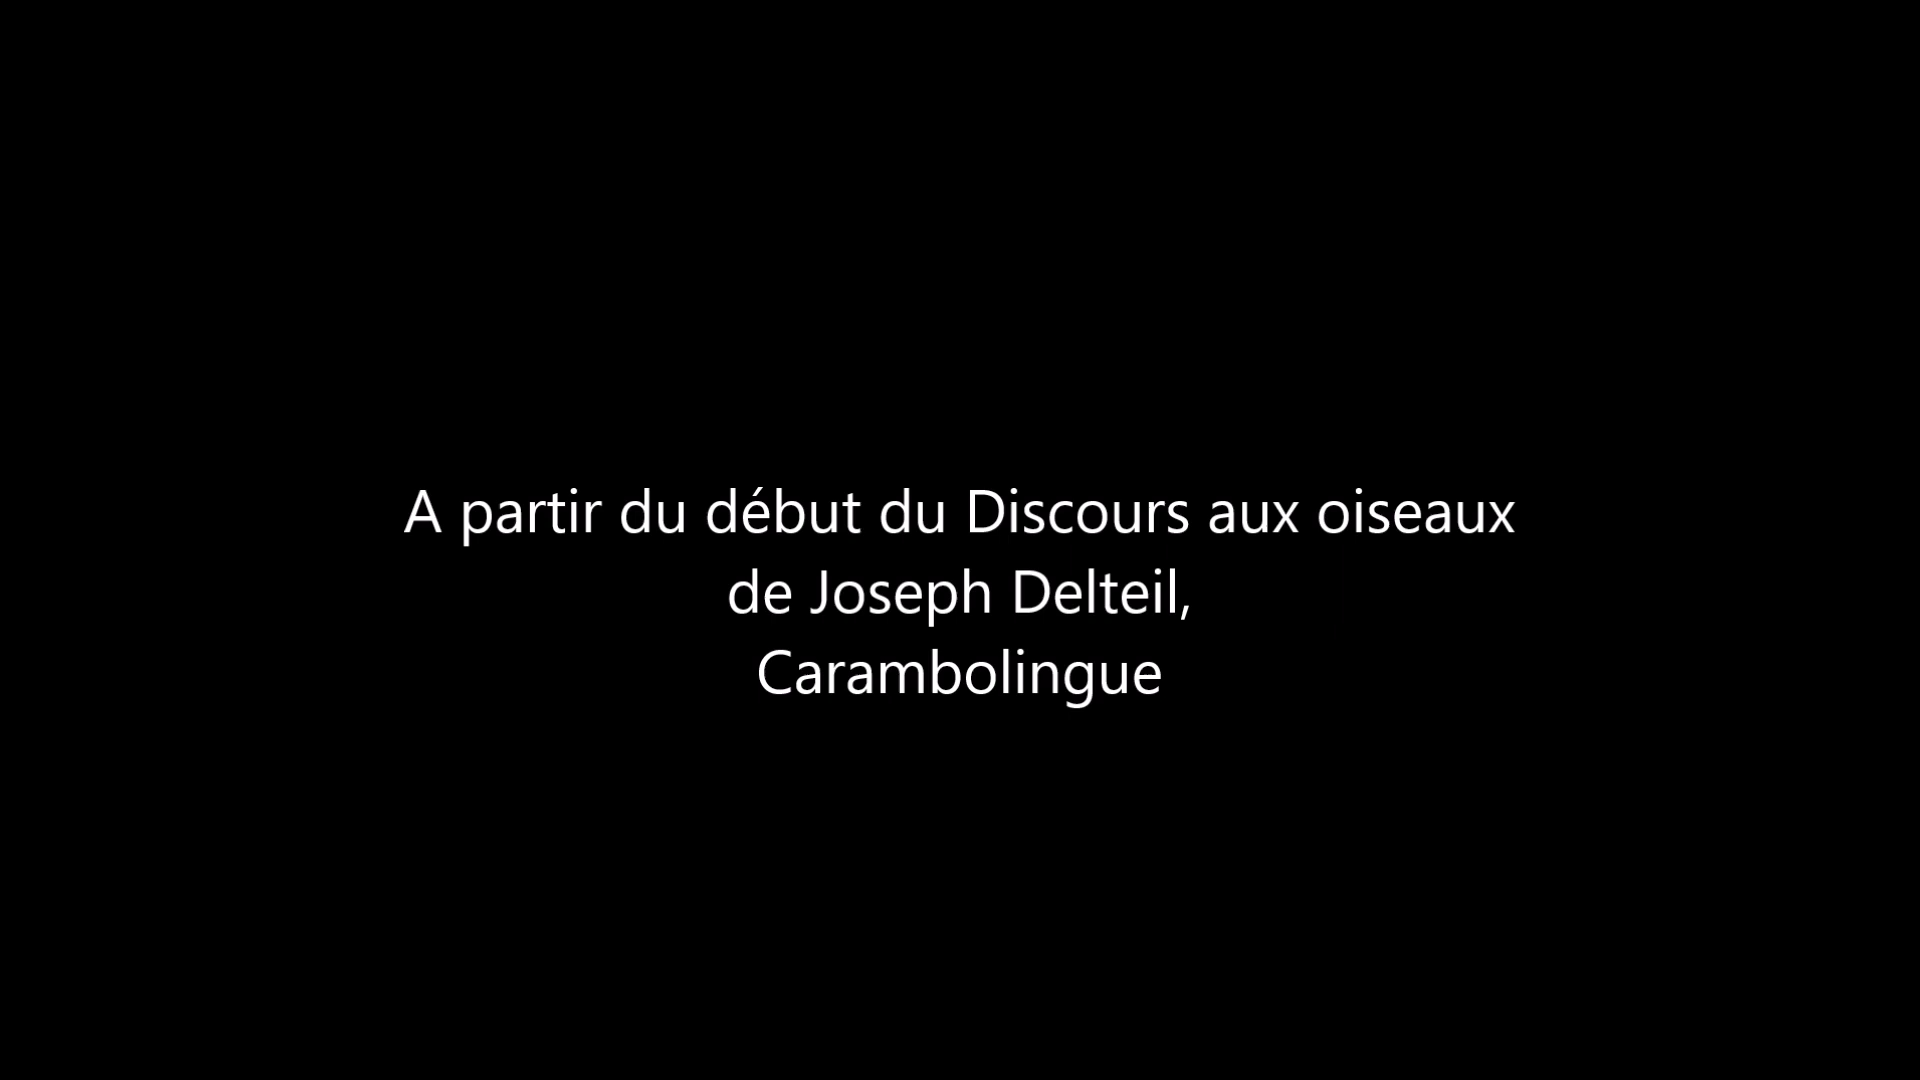 A partir du début du Discours aux oiseaux
de Joseph Delteil,
Carambolingue